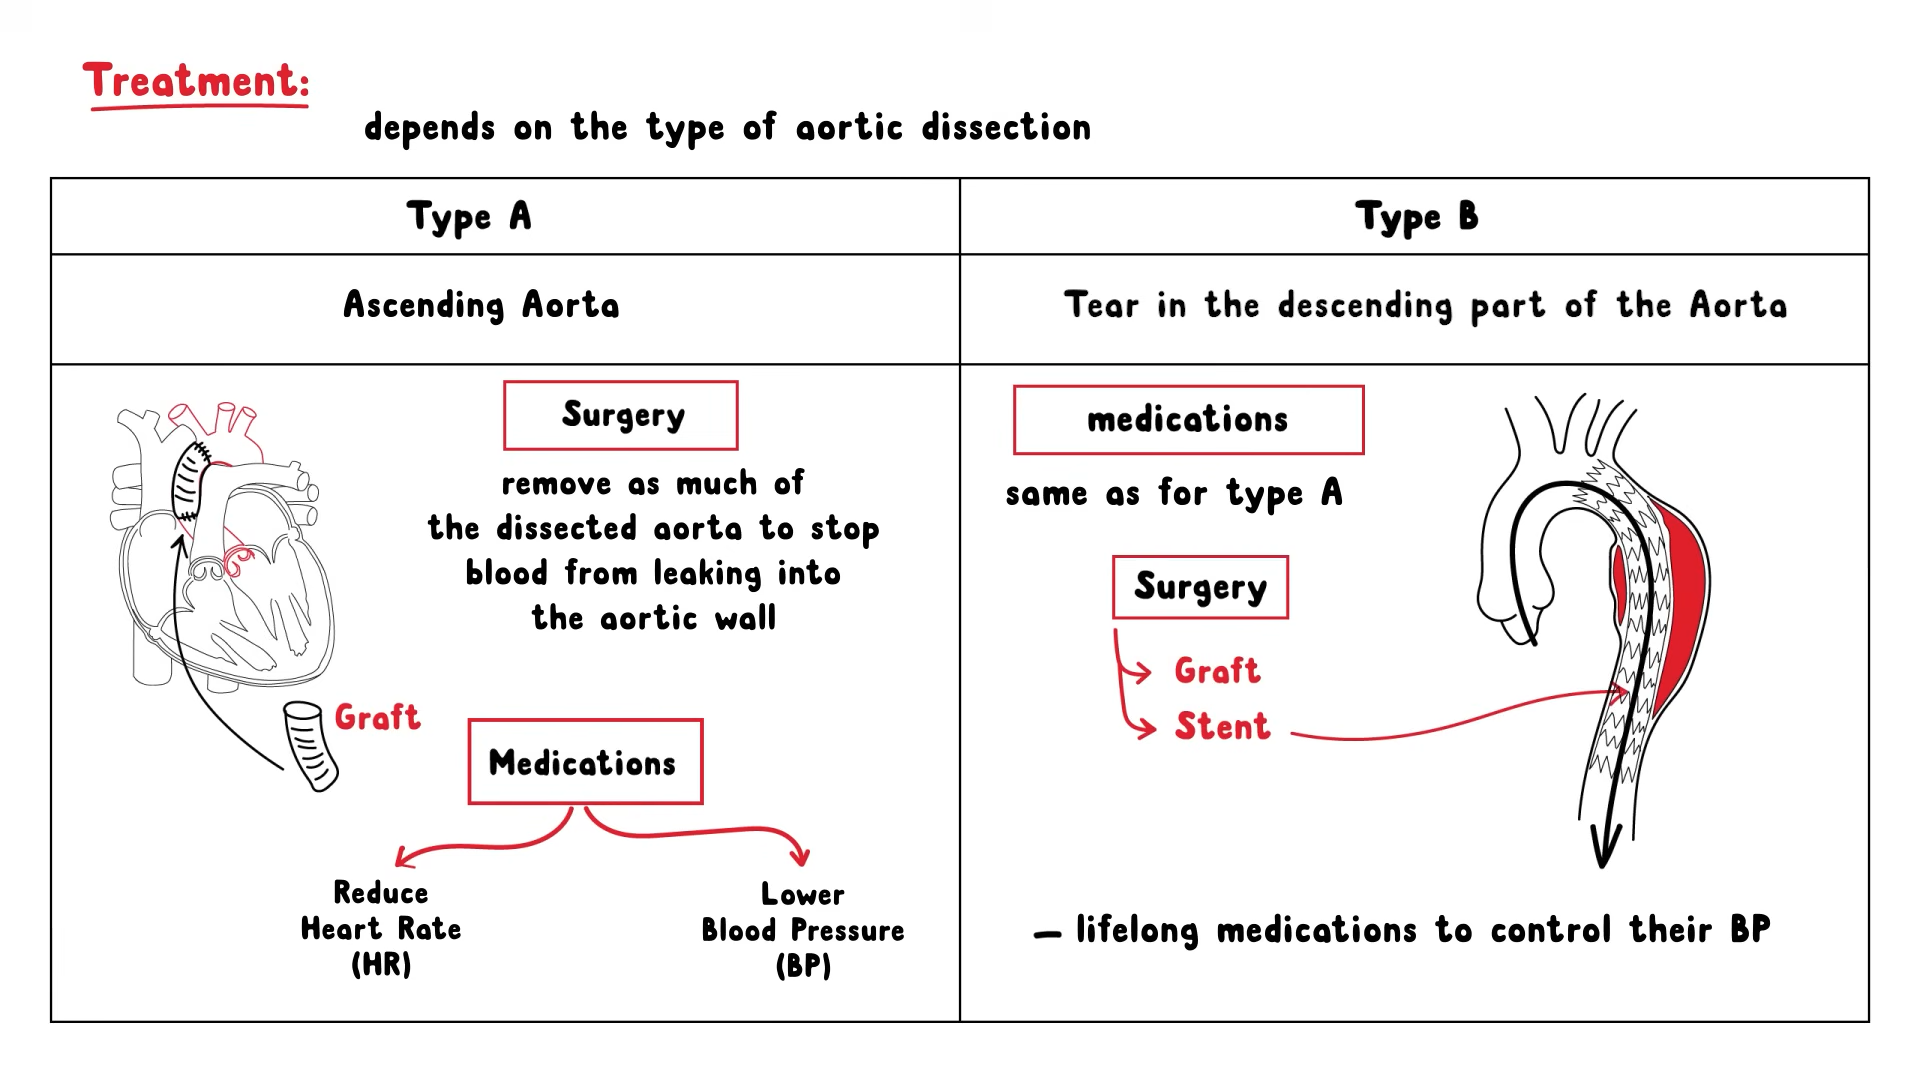 Treatment:
depends on the type of aortic dissection
Type A
Type B
Ascending Aorta
Tear in the descending part of the Aorta
Surgery
remove as much of
the dissected aorta to stop
blood from leaking into
the aortic wall
Graft
Medications
Reduce
Heart Rate
(HR)
Lower
Blood Pressure
(BP)
medications
same as for type A
Surgery
Graft
Stent
– lifelong medications to control their BP